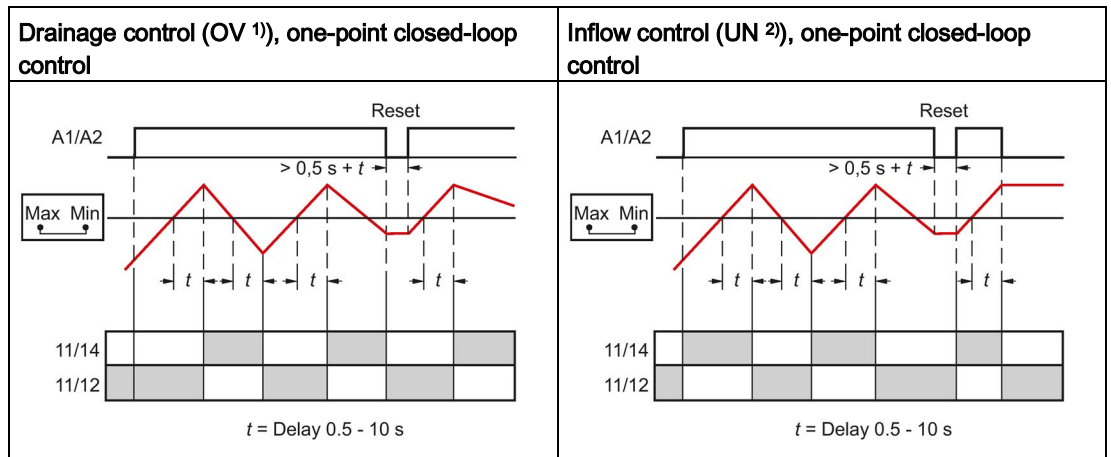 Drainage control (OV 1)), one-point closed-loop
control
Reset
A1/A2
> 0,5 s + t
Max Min
t t t t
11/14
11/12
t = Delay 0.5 - 10 s
Inflow control (UN 2)), one-point closed-loop
control
Reset
A1/A2
> 0,5 s + t
Max Min
t t t t
11/14
11/12
t = Delay 0.5 - 10 s